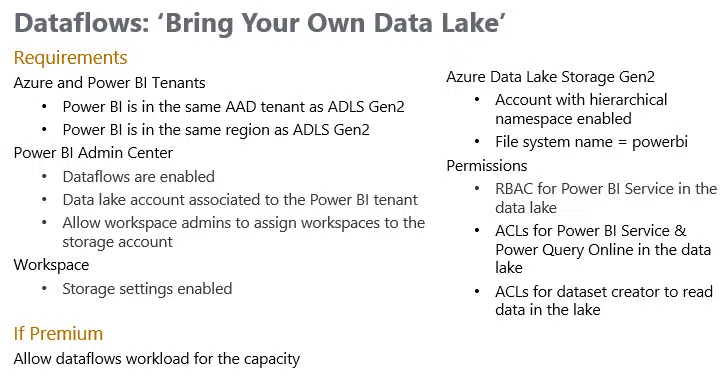 Dataflows: ‘Bring Your Own Data Lake’
Requirements
Azure and Power BI Tenants
• Power BI is in the same AAD tenant as ADLS Gen2
• Power BI is in the same region as ADLS Gen2
Power BI Admin Center
• Dataflows are enabled
• Data lake account associated to the Power BI tenant
• Allow workspace admins to assign workspaces to the
storage account
Workspace
• Storage settings enabled
If Premium
Allow dataflows workload for the capacity
Azure Data Lake Storage Gen2
• Account with hierarchical
namespace enabled
• File system name = powerbi
Permissions
• RBAC for Power BI Service in the
data lake
• ACLs for Power BI Service &
Power Query Online in the data
lake
• ACLs for dataset creator to read
data in the lake